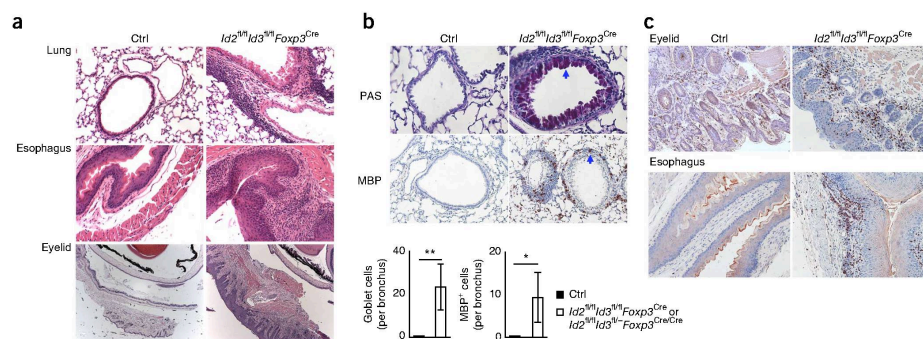 a
Ctrl
Id2fl/flId3fl/flFoxp3Cre
Lung
Esophagus
Eyelid
b
Ctrl
Id2fl/flId3fl/flFoxp3Cre
PAS
MBP
Goblet cells
(per bronchus)
40
20
0
**
MBP+ cells
(per bronchus)
20
10
0
*
Ctrl
Id2fl/flId3fl/flFoxp3Cre or
Id2fl/flId3fl/–Foxp3Cre/Cre
c
Eyelid
Ctrl
Id2fl/flId3fl/flFoxp3Cre
Esophagus